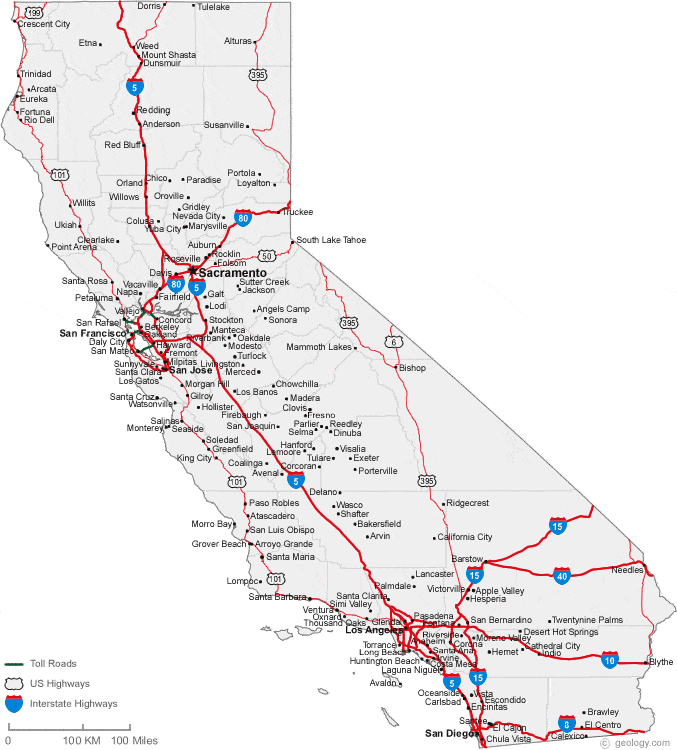 Dorris
Tulelake
199
Crescent City
Etna
Weed
Alturas
Mount Shasta
Dunsmuir
395
Trinidad
5
Arcata
Eureka
Fortuna
Redding
Rio Dell
Anderson
Susanville
Red Bluff
101
Portola
Chico
Paradise
Orland
Loyalton
Willows
Oroville
Willits
Gridley
Nevada City
Truckee
80
Colusa
Ukiah
Yuba City
Marysville
Clearlake
Auburn
South Lake Tahoe
Point Arena
Rocklin
Roseville
50
Folsom
Davis
Sacramento
Santa Rosa
Vacaville
80
5
Sutter Creek
Jackson
Napa
Petaluma
Fairfield
Galt
Lodi
Vallejo
Angels Camp
San Rafael
Concord
Stockton
Sonora
395
Berkeley
San Francisco
Oakland
Manteca
Riverbank
Oakdale
Daly City
Hayward
Modesto
Mammoth Lakes
6
San Mateo
Fremont
Turlock
Milpitas
Sunnyvale
Livingston
Bishop
Santa Clara
San Jose
Merced
Los Gatos
Morgan Hill
Chowchilla
Los Banos
Santa Cruz
Gilroy
Madera
Watsonville
Hollister
Clovis
Firebaugh
Fresno
Salinas
San Joaquin
Parlier
Reedley
Monterey
Seaside
Selma
Dinuba
Soledad
Hanford
Visalia
Greenfield
Lemoore
King City
Tulare
Exeter
Coalinga
Corcoran
Porterville
Avenal
101
5
395
Delano
Paso Robles
Wasco
Ridgecrest
Atascadero
Shafter
Morro Bay
Bakersfield
15
San Luis Obispo
Arvin
California City
Grover Beach
Arroyo Grande
Santa Maria
Barstow
Needles
Lompoc
101
Lancaster
15
40
Palmdale
Victorville
Apple Valley
Santa Barbara
Santa Clanta
Hesperia
Simi Valley
Ventura
Oxnard
Pasadena
Thousand Oaks
Glendale
Fontana
San Bernardino
Twentynine Palms
Los Angeles
Riverside
Desert Hot Springs
Anaheim
Moreno Valley
Torrance
Corona
Cathedral City
Long Beach
Santa Ana
Hemet
Indio
Huntington Beach
Irvine
10
Blythe
Costa Mesa
Laguna Niguel
Toll Roads
Avalon
5
15
US Highways
Oceanside
Vista
Carlsbad
Escondido
Interstate Highways
Encinitas
Brawley
Santee
El Cajon
8
El Centro
San Diego
Calexico
Chula Vista
0
100 KM
100 Miles
© geology.com